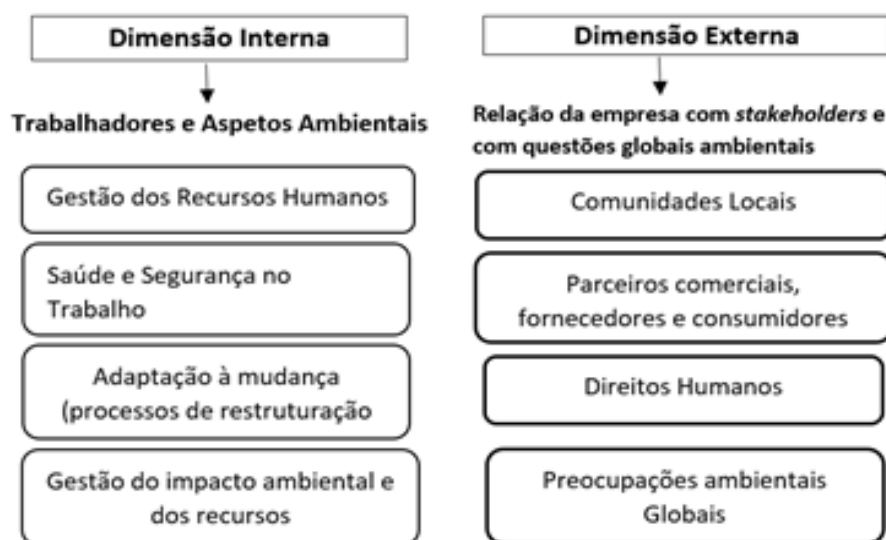 Dimensão Interna
Trabalhadores e Aspetos Ambientais
Gestão dos Recursos Humanos
Saúde e Segurança no
Trabalho
Adaptação à mudança
(processos de restruturação
Gestão do impacto ambiental e
dos recursos
Dimensão Externa
Relação da empresa com stakeholders e
com questões globais ambientais
Comunidades Locais
Parceiros comerciais,
fornecedores e consumidores
Direitos Humanos
Preocupações ambientais
Globais